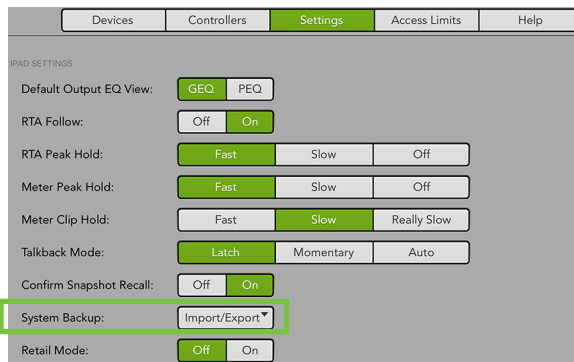 Devices Controllers Settings Access Limits Help
IPAD SETTINGS
Default Output EQ View: GEQ PEQ
RTA Follow: Off On
RTA Peak Hold: Fast Slow Off
Meter Peak Hold: Fast Slow Off
Meter Clip Hold: Fast Slow Really Slow
Talkback Mode: Latch Momentary Auto
Confirm Snapshot Recall: Off On
System Backup: Import/Export
Retail Mode: Off On